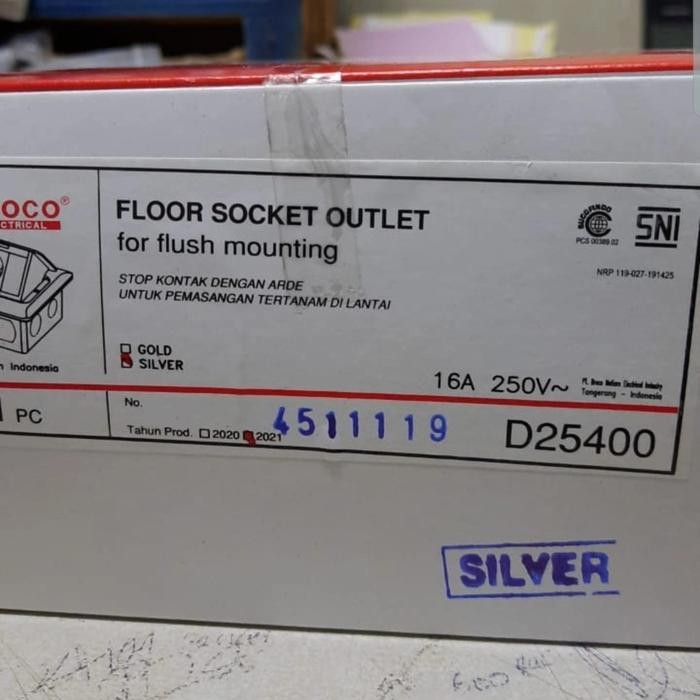 OCO®
CTRICAL
FLOOR SOCKET OUTLET
for flush mounting
STOP KONTAK DENGAN ARDE
UNTUK PEMASANGAN TERTANAM DI LANTAI
SUCOFINDO
PCS 00389.02
SNI
NRP 119-027-191425
GOLD
SILVER
Indonesia
16A 250V~
Tangerang - Indonesia
PC
No.
4511119
Tahun Prod. 2020 2021
D25400
SILVER